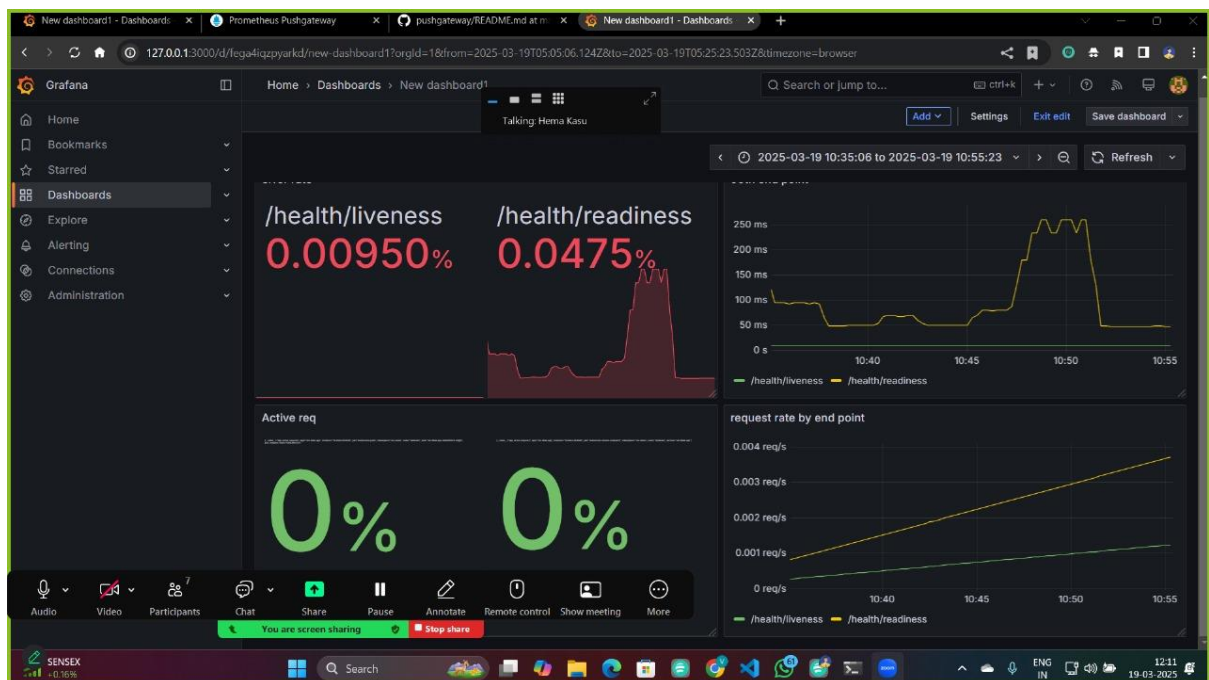 New dashboard1 - Dashboards
Prometheus Pushgateway
pushgateway/README.md at m
New dashboard1 - Dashboards
127.0.0.1:3000/d/fega4iqzpyarkd/new-dashboard1?orgId=1&from=2025-03-19T05:05:06.124Z&to=2025-03-19T05:25:23.503Z&timezone=browser
Grafana
Home › Dashboards › New dashboard1
Search or jump to...
ctrl+k
Talking: Hema Kasu
Add
Settings
Exit edit
Save dashboard
2025-03-19 10:35:06 to 2025-03-19 10:55:23
Refresh
Home
Bookmarks
Starred
Dashboards
Explore
Alerting
Connections
Administration
/health/liveness
0.00950%
/health/readiness
0.0475%
250 ms
200 ms
150 ms
100 ms
50 ms
0 s
10:40 10:45 10:50 10:55
/health/liveness /health/readiness
Active req
0%
0%
request rate by end point
0.004 req/s
0.003 req/s
0.002 req/s
0.001 req/s
0 req/s
10:40 10:45 10:50 10:55
/health/liveness /health/readiness
7
Audio Video Participants Chat Share Pause Annotate Remote control Show meeting More
You are screen sharing
Stop share
SENSEX
-0.16%
Search
61
zoom
ENG
IN
12:11
19-03-2025